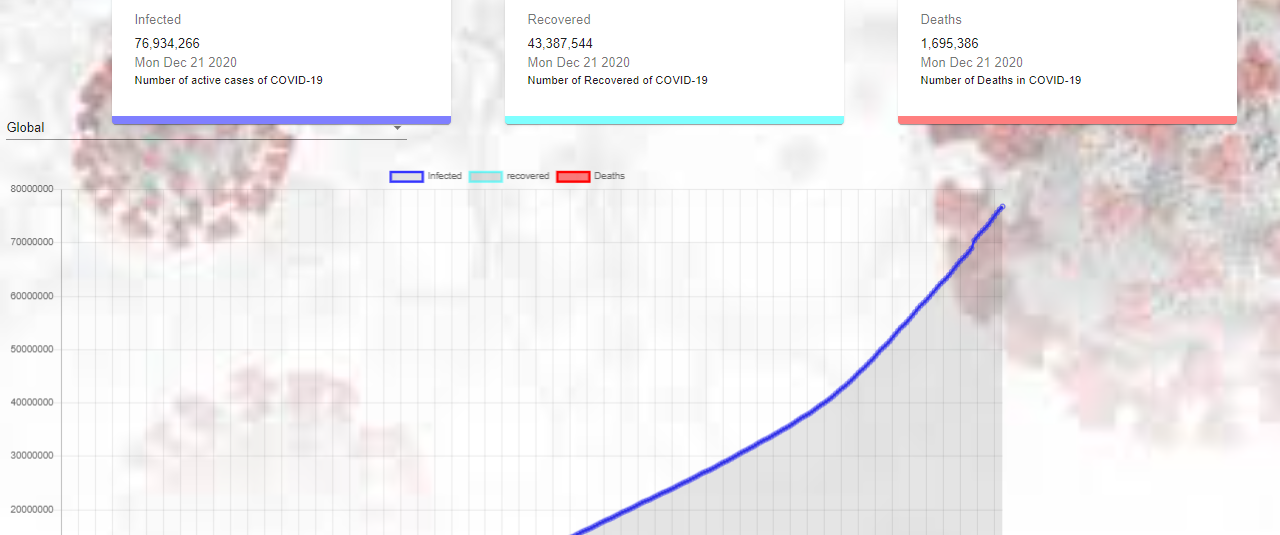 Infected
76,934,266
Mon Dec 21 2020
Number of active cases of COVID-19
Recovered
43,387,544
Mon Dec 21 2020
Number of Recovered of COVID-19
Deaths
1,695,386
Mon Dec 21 2020
Number of Deaths in COVID-19
Global
Infected recovered Deaths
80000000
70000000
60000000
50000000
40000000
30000000
20000000